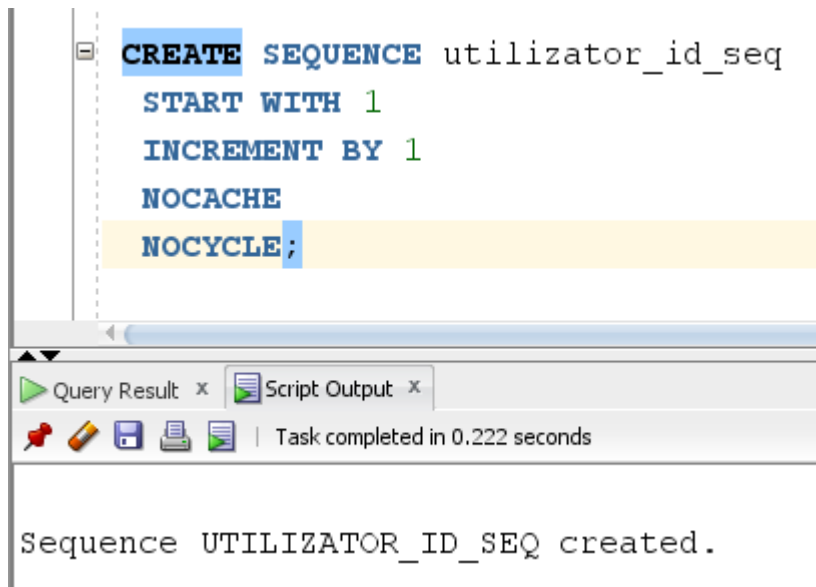 CREATE SEQUENCE utilizator_id_seq
START WITH 1
INCREMENT BY 1
NOCACHE
NOCYCLE;
Query Result x Script Output x
Task completed in 0.222 seconds
Sequence UTILIZATOR_ID_SEQ created.